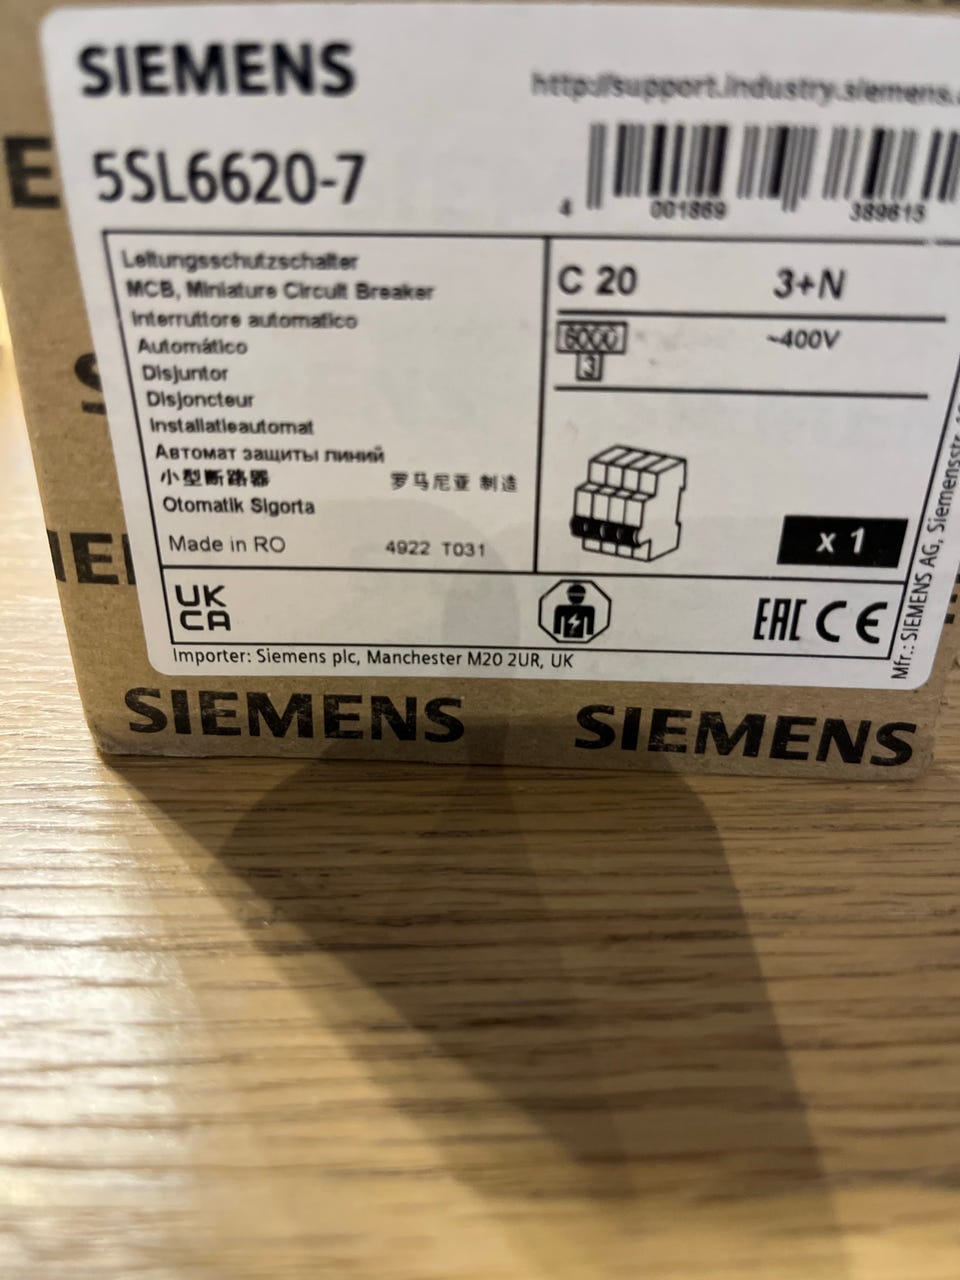 SIEMENS
http://support.industry.siemens.
5SL6620-7
4 001869 389615
Leitungsschutzschalter
MCB, Miniature Circuit Breaker
Interruttore automatico
Automático
Disjuntor
Disjoncteur
Installatieautomat
Автомат защиты линий
小型断路器 罗马尼亚 制造
Otomatik Sigorta
Made in RO 4922 T031
C 20 3+N
6000 ~400V
3
x 1
UK
CA
EAC CE
Importer: Siemens plc, Manchester M20 2UR, UK
Mfr.: SIEMENS AG, Siemensstr.
E
S
IEI
SIEMENS SIEMENS